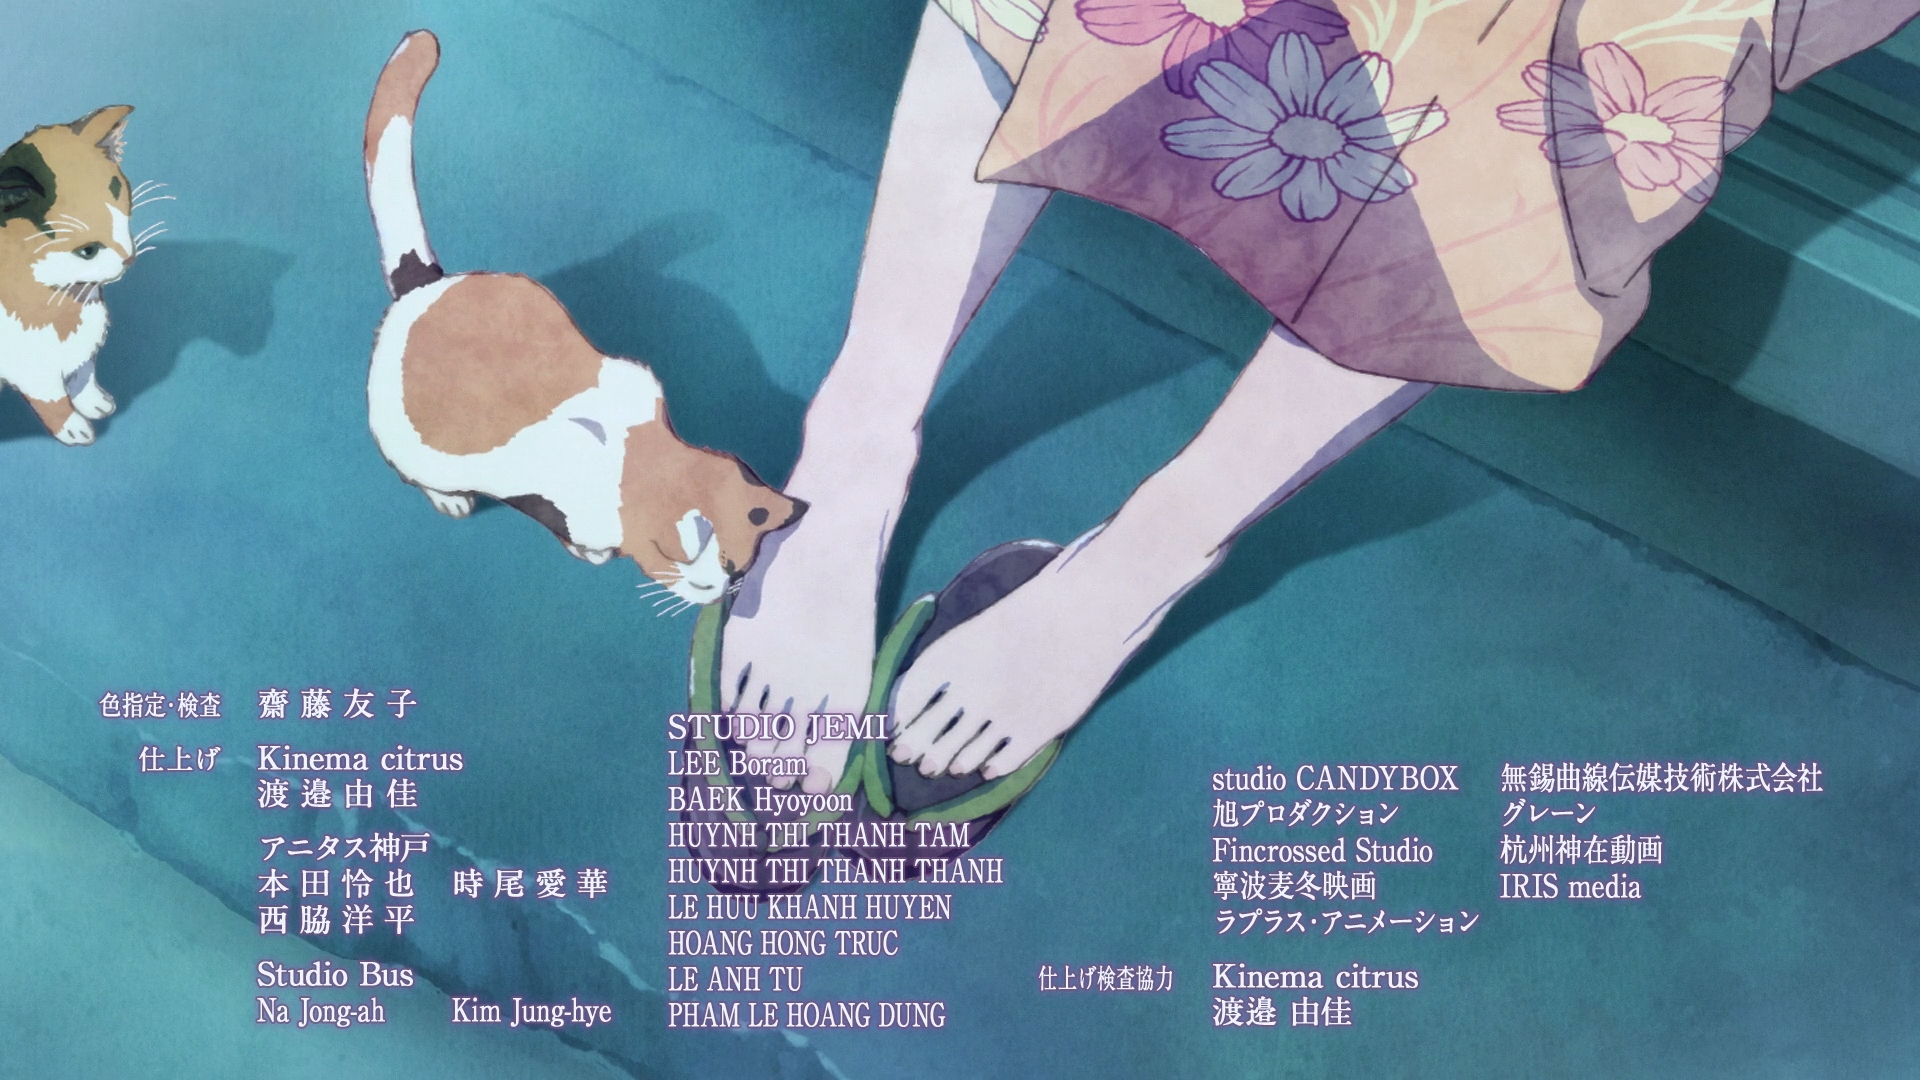 色指定･検査 齋藤友子
仕上げ Kinema citrus
渡邉由佳
アニタス神戸
本田怜也 時尾愛華
西脇洋平
Studio Bus
Na Jong-ah Kim Jung-hye
STUDIO JEMI
LEE Boram
BAEK Hyoyoon
HUYNH THI THANH TAM
HUYNH THI THANH THANH
LE HUU KHANH HUYEN
HOANG HONG TRUC
LE ANH TU
PHAM LE HOANG DUNG
studio CANDYBOX
旭プロダクション
Fincrossed Studio
寧波麦冬映画
ラプラス･アニメーション
無錫曲線伝媒技術株式会社
グレーン
杭州神在動画
IRIS media
仕上げ検査協力 Kinema citrus
渡邉 由佳